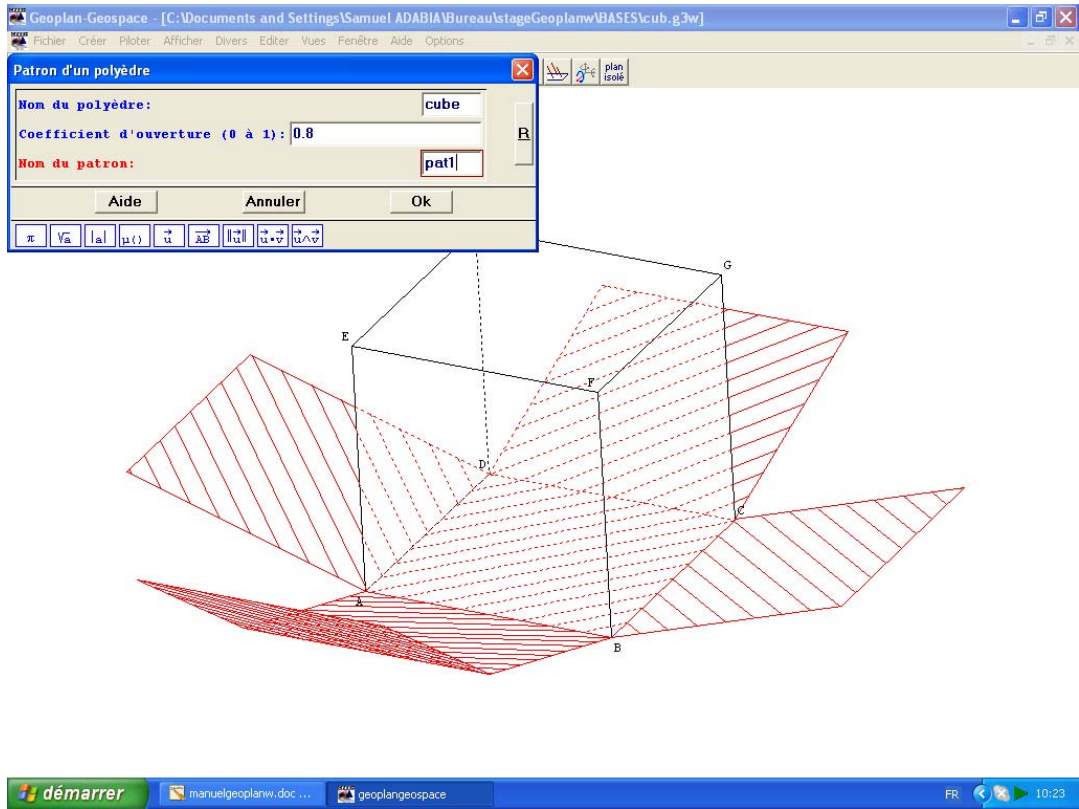 Geoplan-Geospace - [C:\Documents and Settings\Samuel ADABIA\Bureau\stageGeoplanw\BASES\cub.g3w]
Fichier Créer Piloter Afficher Divers Editer Vues Fenêtre Aide Options
Patron d'un polyèdre
plan
isolé
Nom du polyèdre: cube
Coefficient d'ouverture (0 à 1): 0.8
R
Nom du patron: pat1
Aide Annuler Ok
π √a |a| µ() u⃗ AB⃗ ||u⃗|| u⃗•v⃗ u⃗∧v⃗
G
E
F
D
C
A
B
démarrer manuelgeoplanw.doc ... geoplangeospace FR 10:23